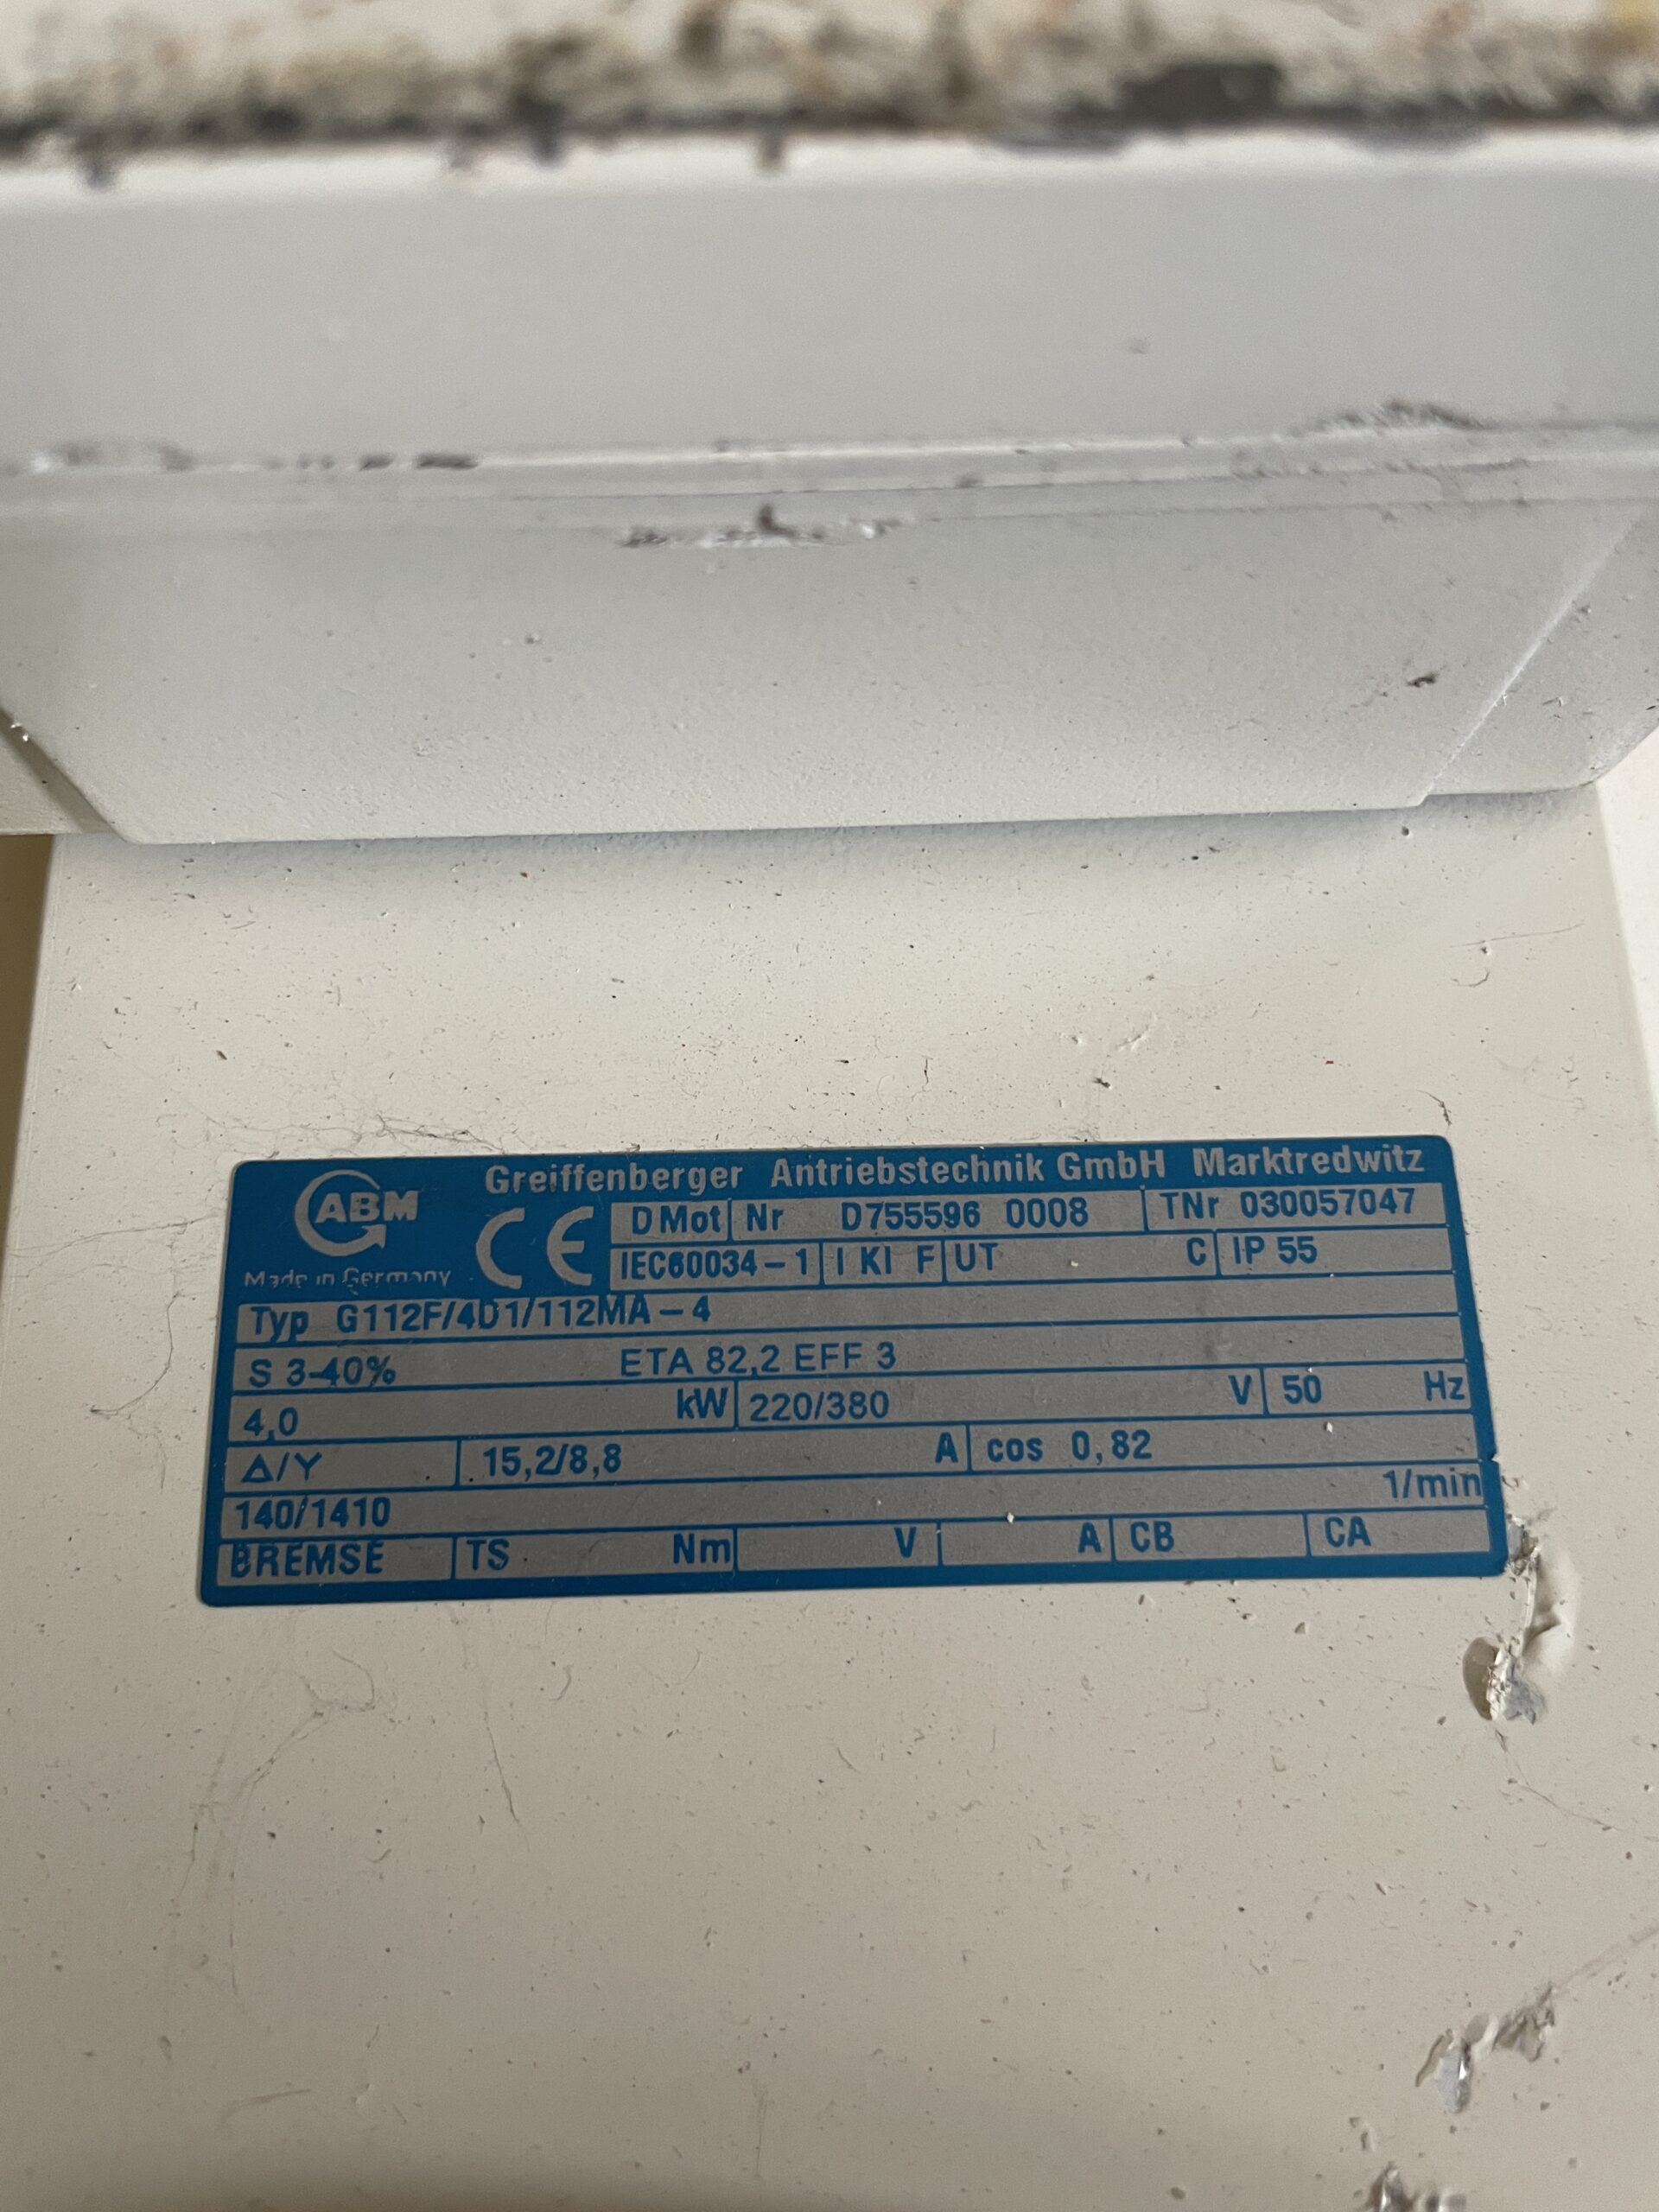 Greiffenberger Antriebstechnik GmbH Marktredwitz
ABM
Made in Germany
CE
D Mot Nr D755596 0008 TNr 030057047
IEC60034-1 I Kl F UT C IP 55
Typ G112F/4D1/112MA-4
S 3-40% ETA 82,2 EFF 3
4,0 kW 220/380 V 50 Hz
Δ/Y 15,2/8,8 A cos 0,82
140/1410 1/min
BREMSE TS Nm V A CB CA